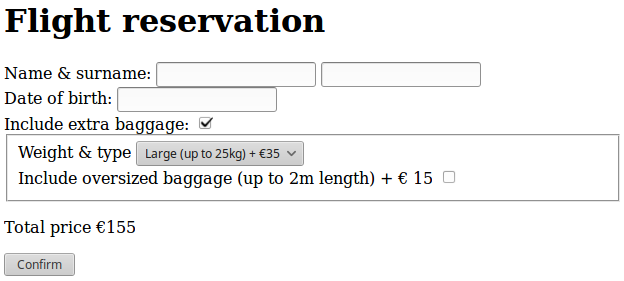 Flight reservation
Name & surname:
Date of birth:
Include extra baggage:
Weight & type Large (up to 25kg) + €35
Include oversized baggage (up to 2m length) + € 15
Total price €155
Confirm